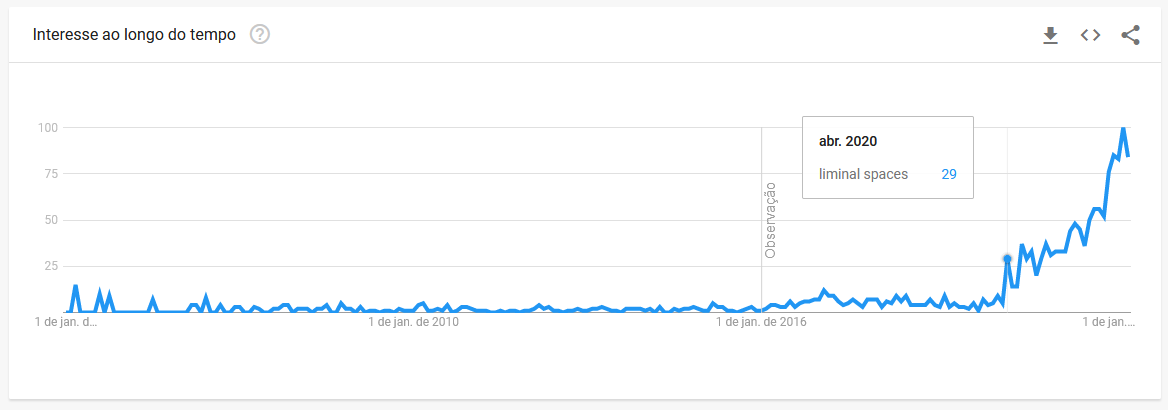 Interesse ao longo do tempo
?
100
75
50
25
abr. 2020
liminal spaces 29
Observação
1 de jan. d...
1 de jan. de 2010
1 de jan. de 2016
1 de jan....